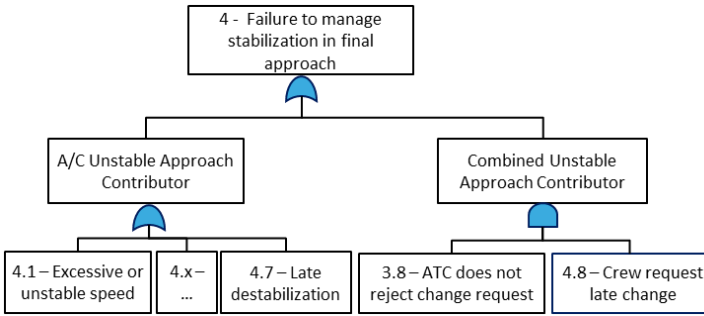 4 - Failure to manage
stabilization in final
approach
A/C Unstable Approach
Contributor
Combined Unstable
Approach Contributor
4.1 – Excessive or
unstable speed
4.x –
...
4.7 – Late
destabilization
3.8 – ATC does not
reject change request
4.8 – Crew request
late change